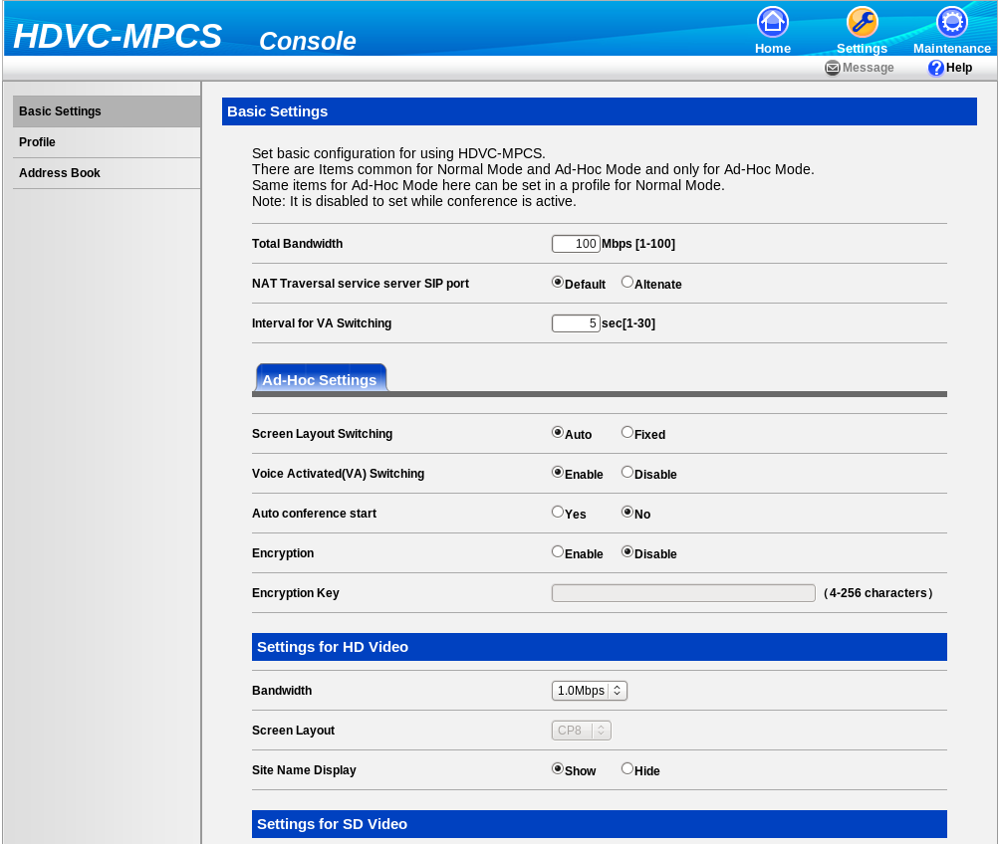 HDVC-MPCS Console
Home Settings Maintenance
Message Help
Basic Settings
Profile
Address Book
Basic Settings
Set basic configuration for using HDVC-MPCS.
There are Items common for Normal Mode and Ad-Hoc Mode and only for Ad-Hoc Mode.
Same items for Ad-Hoc Mode here can be set in a profile for Normal Mode.
Note: It is disabled to set while conference is active.
Total Bandwidth 100 Mbps [1-100]
NAT Traversal service server SIP port Default Altenate
Interval for VA Switching 5 sec[1-30]
Ad-Hoc Settings
Screen Layout Switching Auto Fixed
Voice Activated(VA) Switching Enable Disable
Auto conference start Yes No
Encryption Enable Disable
Encryption Key （4-256 characters）
Settings for HD Video
Bandwidth 1.0Mbps
Screen Layout CP8
Site Name Display Show Hide
Settings for SD Video